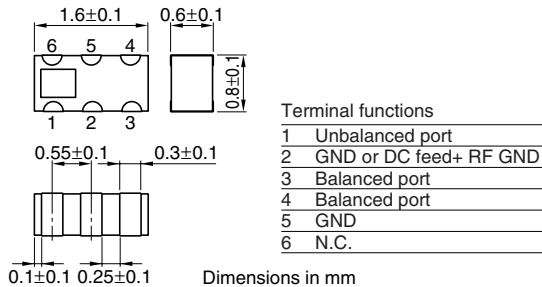 1.6±0.1
0.6±0.1
6 5 4
0.8±0.1
1 2 3
0.55±0.1
0.3±0.1
0.1±0.1
0.25±0.1
Dimensions in mm
Terminal functions
1 Unbalanced port
2 GND or DC feed+ RF GND
3 Balanced port
4 Balanced port
5 GND
6 N.C.